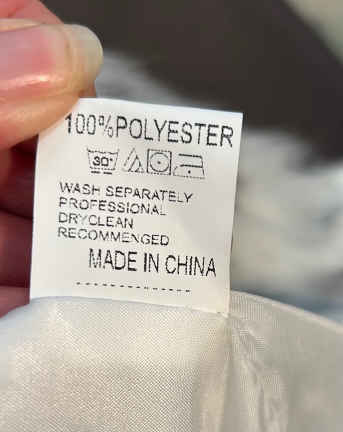 100%POLYESTER
30°
WASH SEPARATELY
PROFESSIONAL
DRYCLEAN
RECOMMENGED
MADE IN CHINA